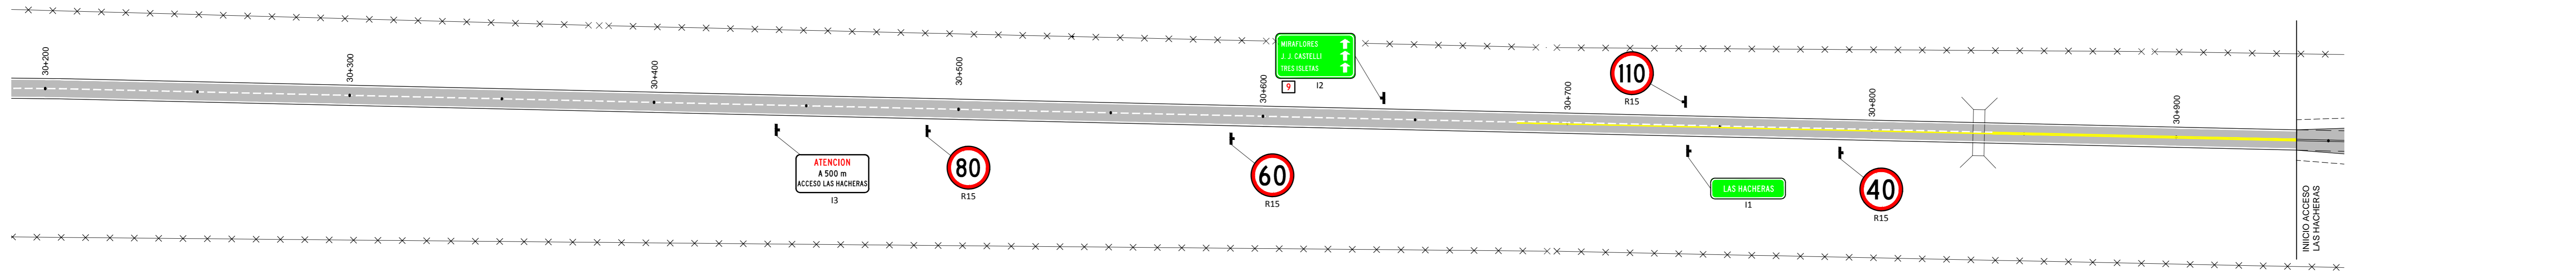 30+200
30+300
30+400
30+500
30+600
30+700
30+800
30+900
MIRAFLORES
J. J. CASTELLI
TRES ISLETAS
9
I2
110
R15
ATENCION
A 500 m
ACCESO LAS HACHERAS
I3
80
R15
60
R15
LAS HACHERAS
I1
40
R15
INIICIO ACCESO
LAS HACHERAS